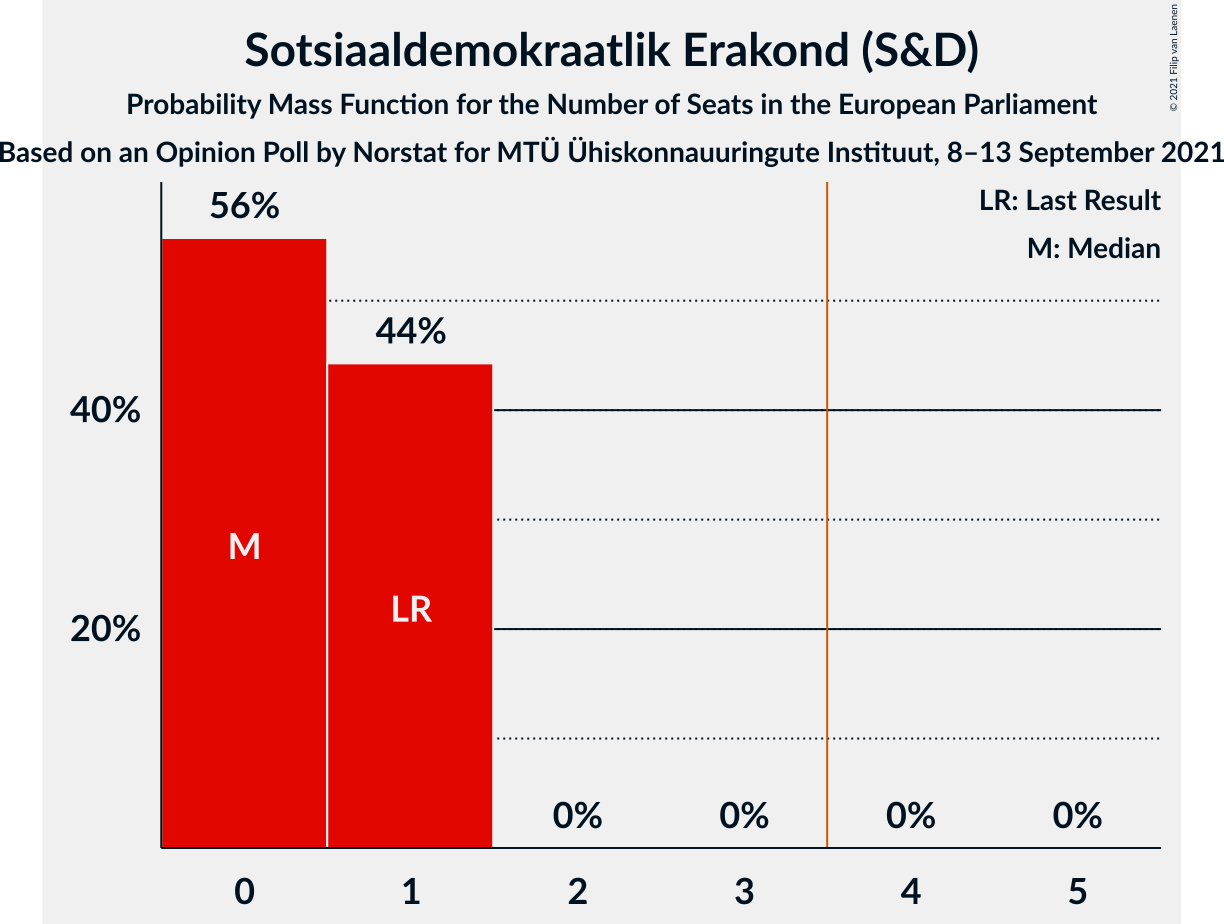 Sotsiaaldemokraatlik Erakond (S&D)
Probability Mass Function for the Number of Seats in the European Parliament
Based on an Opinion Poll by Norstat for MTÜ Ühiskonnauuringute Instituut, 8–13 September 2021
© 2021 Filip van Laenen
LR: Last Result
M: Median
56%
44%
40%
M
LR
20%
0% 0% 0% 0%
0 1 2 3 4 5